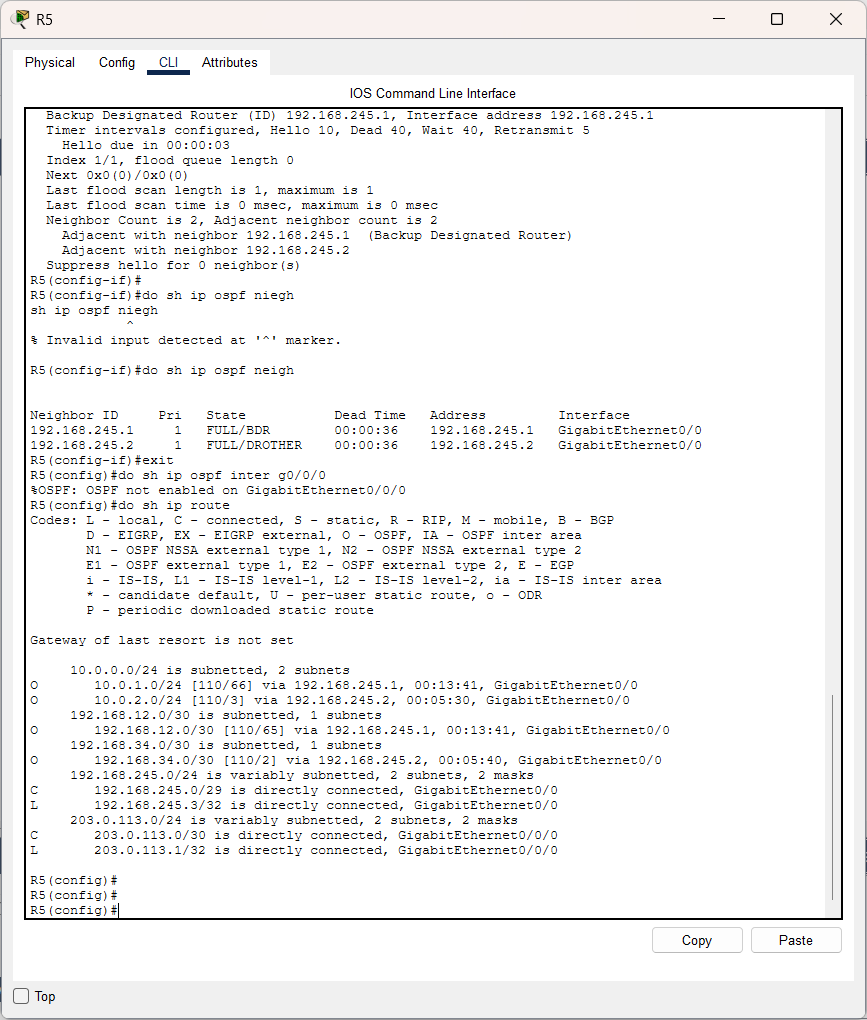 R5
Physical Config CLI Attributes
IOS Command Line Interface
Backup Designated Router (ID) 192.168.245.1, Interface address 192.168.245.1
Timer intervals configured, Hello 10, Dead 40, Wait 40, Retransmit 5
Hello due in 00:00:03
Index 1/1, flood queue length 0
Next 0x0(0)/0x0(0)
Last flood scan length is 1, maximum is 1
Last flood scan time is 0 msec, maximum is 0 msec
Neighbor Count is 2, Adjacent neighbor count is 2
Adjacent with neighbor 192.168.245.1  (Backup Designated Router)
Adjacent with neighbor 192.168.245.2
Suppress hello for 0 neighbor(s)
R5(config-if)#
R5(config-if)#do sh ip ospf niegh
sh ip ospf niegh
^
% Invalid input detected at '^' marker.
R5(config-if)#do sh ip ospf neigh
Neighbor ID     Pri   State           Dead Time   Address         Interface
192.168.245.1     1   FULL/BDR        00:00:36    192.168.245.1   GigabitEthernet0/0
192.168.245.2     1   FULL/DROTHER    00:00:36    192.168.245.2   GigabitEthernet0/0
R5(config-if)#exit
R5(config)#do sh ip ospf inter g0/0/0
%OSPF: OSPF not enabled on GigabitEthernet0/0/0
R5(config)#do sh ip route
Codes: L - local, C - connected, S - static, R - RIP, M - mobile, B - BGP
D - EIGRP, EX - EIGRP external, O - OSPF, IA - OSPF inter area
N1 - OSPF NSSA external type 1, N2 - OSPF NSSA external type 2
E1 - OSPF external type 1, E2 - OSPF external type 2, E - EGP
i - IS-IS, L1 - IS-IS level-1, L2 - IS-IS level-2, ia - IS-IS inter area
* - candidate default, U - per-user static route, o - ODR
P - periodic downloaded static route
Gateway of last resort is not set
10.0.0.0/24 is subnetted, 2 subnets
O       10.0.1.0/24 [110/66] via 192.168.245.1, 00:13:41, GigabitEthernet0/0
O       10.0.2.0/24 [110/3] via 192.168.245.2, 00:05:30, GigabitEthernet0/0
192.168.12.0/30 is subnetted, 1 subnets
O       192.168.12.0/30 [110/65] via 192.168.245.1, 00:13:41, GigabitEthernet0/0
192.168.34.0/30 is subnetted, 1 subnets
O       192.168.34.0/30 [110/2] via 192.168.245.2, 00:05:40, GigabitEthernet0/0
192.168.245.0/24 is variably subnetted, 2 subnets, 2 masks
C       192.168.245.0/29 is directly connected, GigabitEthernet0/0
L       192.168.245.3/32 is directly connected, GigabitEthernet0/0
203.0.113.0/24 is variably subnetted, 2 subnets, 2 masks
C       203.0.113.0/30 is directly connected, GigabitEthernet0/0/0
L       203.0.113.1/32 is directly connected, GigabitEthernet0/0/0
R5(config)#
R5(config)#
R5(config)#
Copy Paste
Top